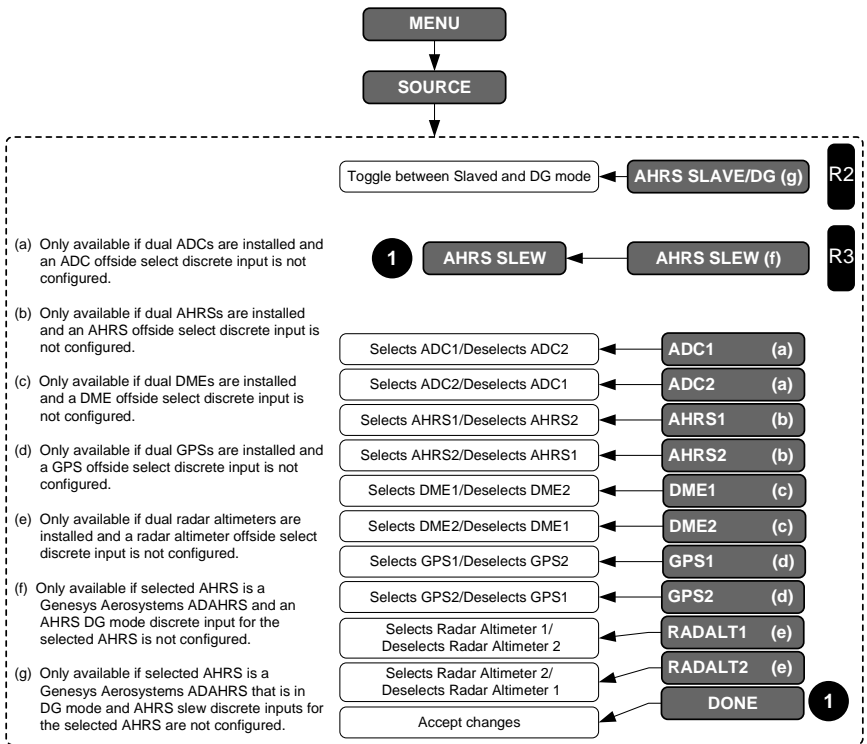 MENU
SOURCE
Toggle between Slaved and DG mode
AHRS SLAVE/DG (g)
R2
1
AHRS SLEW
AHRS SLEW (f)
R3
(a) Only available if dual ADCs are installed and
an ADC offside select discrete input is not
configured.
(b) Only available if dual AHRSs are installed
and an AHRS offside select discrete input is
not configured.
(c) Only available if dual DMEs are installed
and a DME offside select discrete input is
not configured.
(d) Only available if dual GPSs are installed and
a GPS offside select discrete input is not
configured.
(e) Only available if dual radar altimeters are
installed and a radar altimeter offside select
discrete input is not configured.
(f) Only available if selected AHRS is a
Genesys Aerosystems ADAHRS and an
AHRS DG mode discrete input for the
selected AHRS is not configured.
(g) Only available if selected AHRS is a
Genesys Aerosystems ADAHRS that is in
DG mode and AHRS slew discrete inputs for
the selected AHRS are not configured.
Selects ADC1/Deselects ADC2
ADC1 (a)
Selects ADC2/Deselects ADC1
ADC2 (a)
Selects AHRS1/Deselects AHRS2
AHRS1 (b)
Selects AHRS2/Deselects AHRS1
AHRS2 (b)
Selects DME1/Deselects DME2
DME1 (c)
Selects DME2/Deselects DME1
DME2 (c)
Selects GPS1/Deselects GPS2
GPS1 (d)
Selects GPS2/Deselects GPS1
GPS2 (d)
Selects Radar Altimeter 1/
Deselects Radar Altimeter 2
RADALT1 (e)
Selects Radar Altimeter 2/
Deselects Radar Altimeter 1
RADALT2 (e)
Accept changes
DONE
1